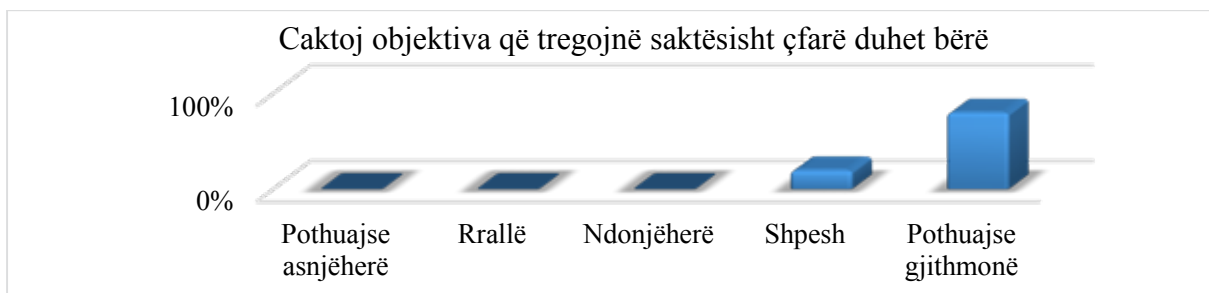 Caktoj objektiva që tregojnë saktësisht çfarë duhet bërë
100%
0%
Pothuajse asnjëherë
Rrallë
Ndonjëherë
Shpesh
Pothuajse gjithmonë